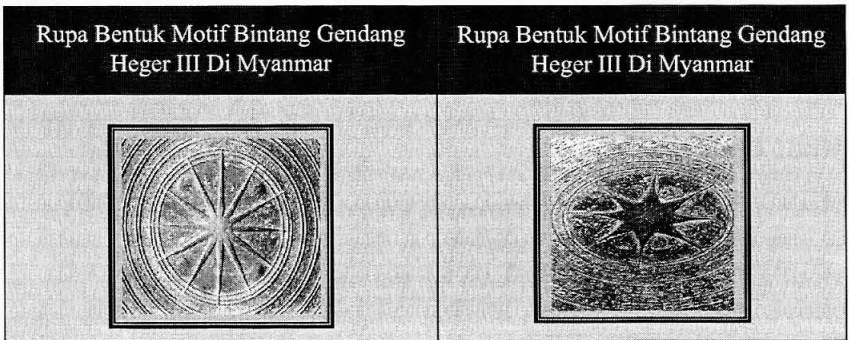 Rupa Bentuk Motif Bintang Gendang
Heger III Di Myanmar
Rupa Bentuk Motif Bintang Gendang
Heger III Di Myanmar